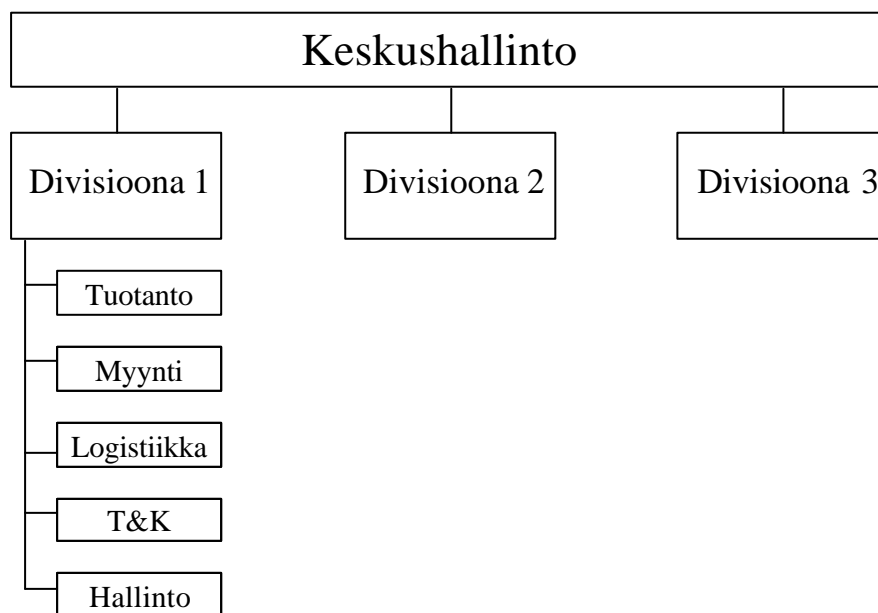 Keskushallinto
Divisioona 1
Divisioona 2
Divisioona 3
Tuotanto
Myynti
Logistiikka
T&K
Hallinto